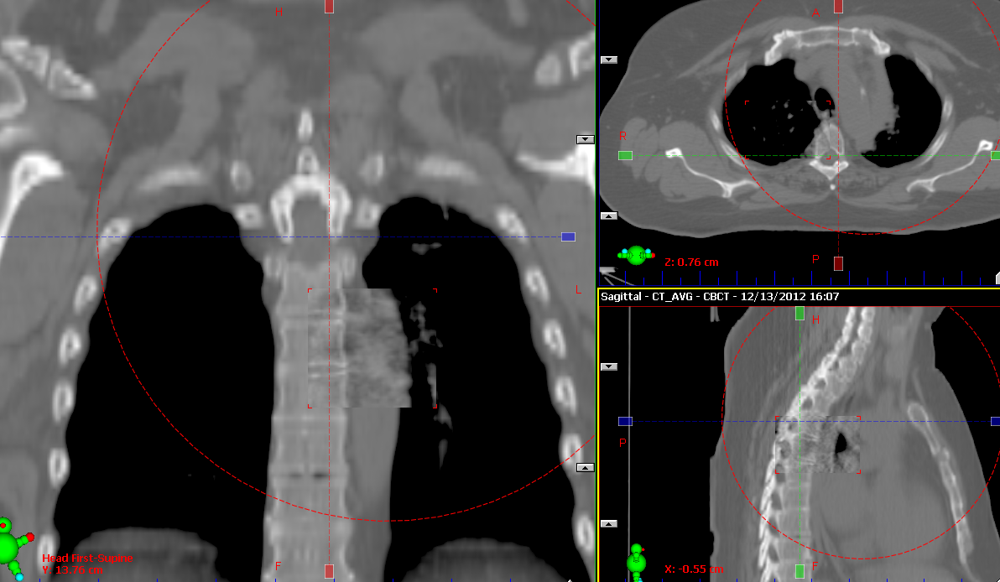 H
L
F
Head First-Supine
Y: 13.76 cm
A
R
P
Z: 0.76 cm
Sagittal - CT_AVG - CBCT - 12/13/2012 16:07
H
P
F
X: -0.55 cm